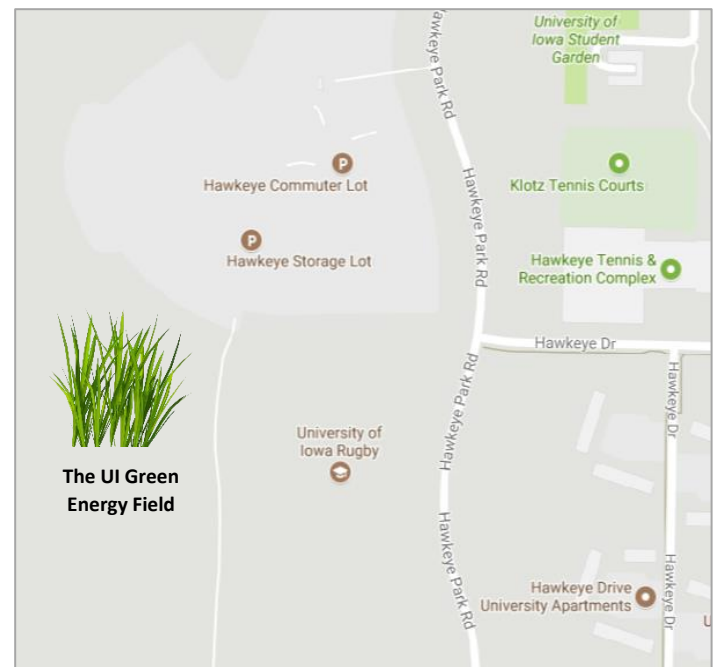 University of
Iowa Student
Garden
Hawkeye Park Rd
Hawkeye Commuter Lot
Klotz Tennis Courts
Hawkeye Park Rd
Hawkeye Storage Lot
Hawkeye Tennis &
Recreation Complex
Hawkeye Dr
Hawkeye Park Rd
Hawkeye Dr
University of
Iowa Rugby
The UI Green
Energy Field
Hawkeye Park Rd
Hawkeye Drive
University Apartments
Hawkeye Dr
U